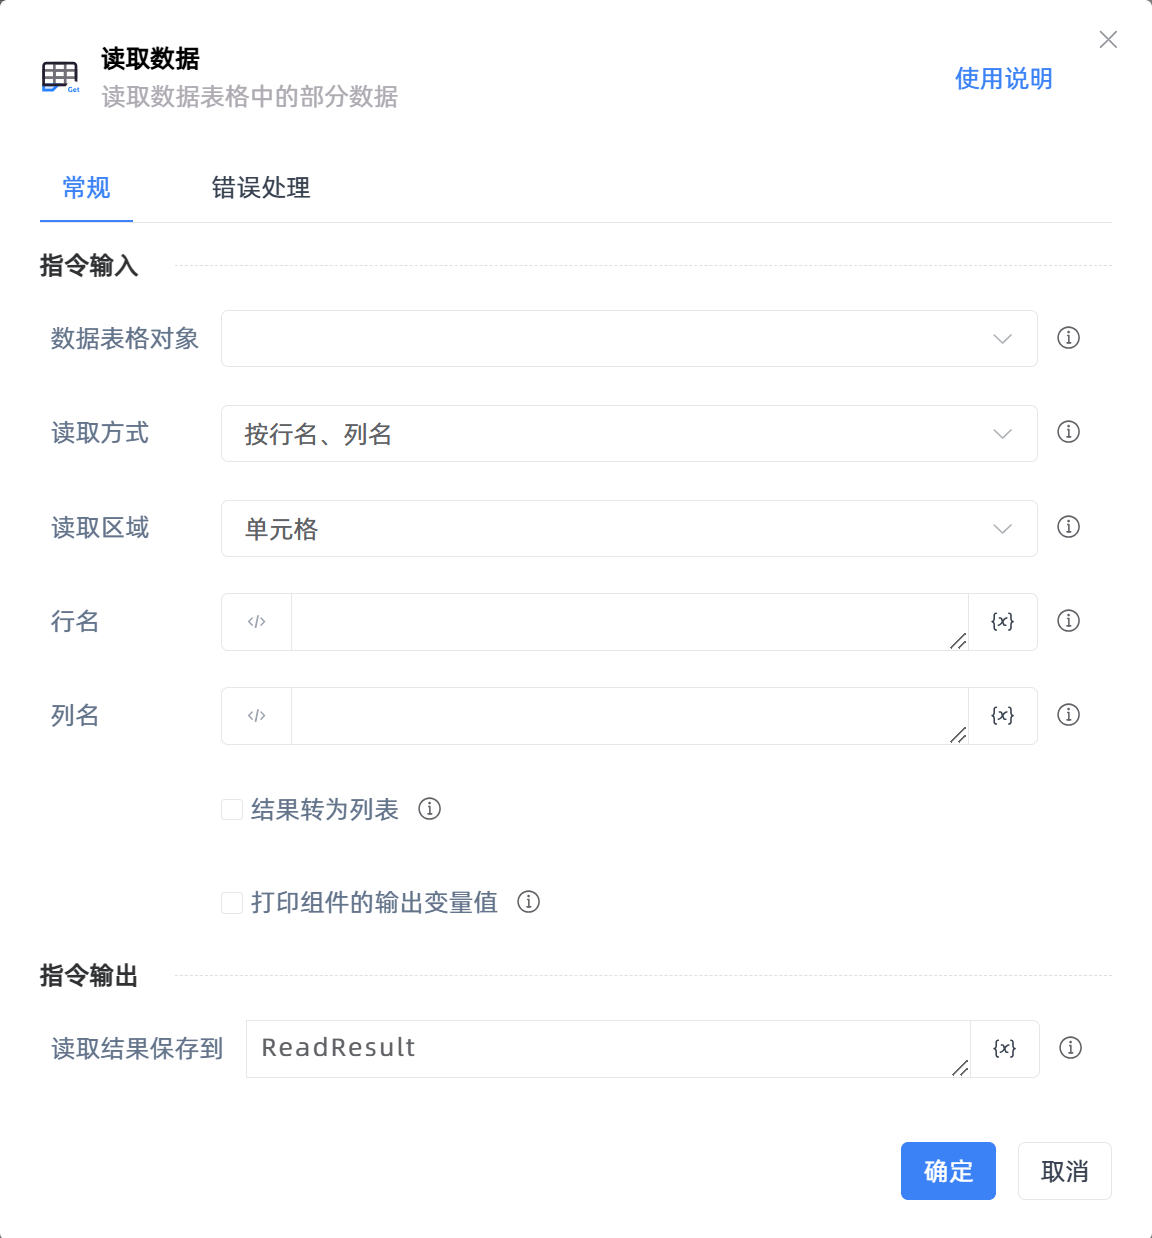 读取数据
Get
读取数据表格中的部分数据
使用说明
常规
错误处理
指令输入
数据表格对象
读取方式
按行名、列名
读取区域
单元格
行名
</>
{x}
列名
</>
{x}
结果转为列表
打印组件的输出变量值
指令输出
读取结果保存到
ReadResult
{x}
确定
取消